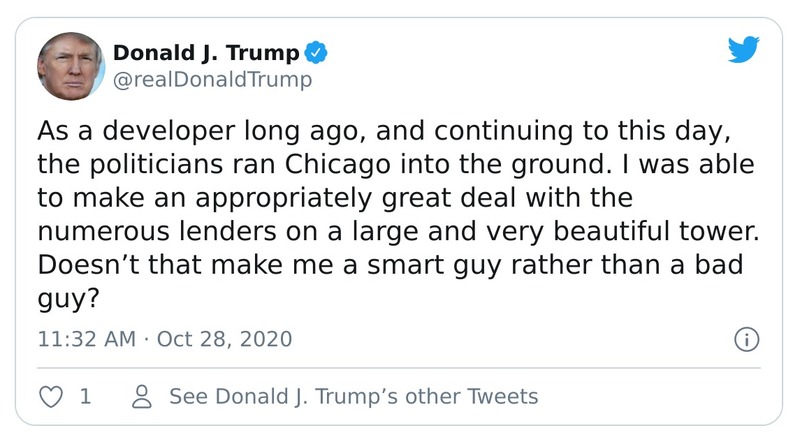 Donald J. Trump
@realDonaldTrump
As a developer long ago, and continuing to this day,
the politicians ran Chicago into the ground. I was able
to make an appropriately great deal with the
numerous lenders on a large and very beautiful tower.
Doesn’t that make me a smart guy rather than a bad
guy?
11:32 AM · Oct 28, 2020
1 See Donald J. Trump’s other Tweets